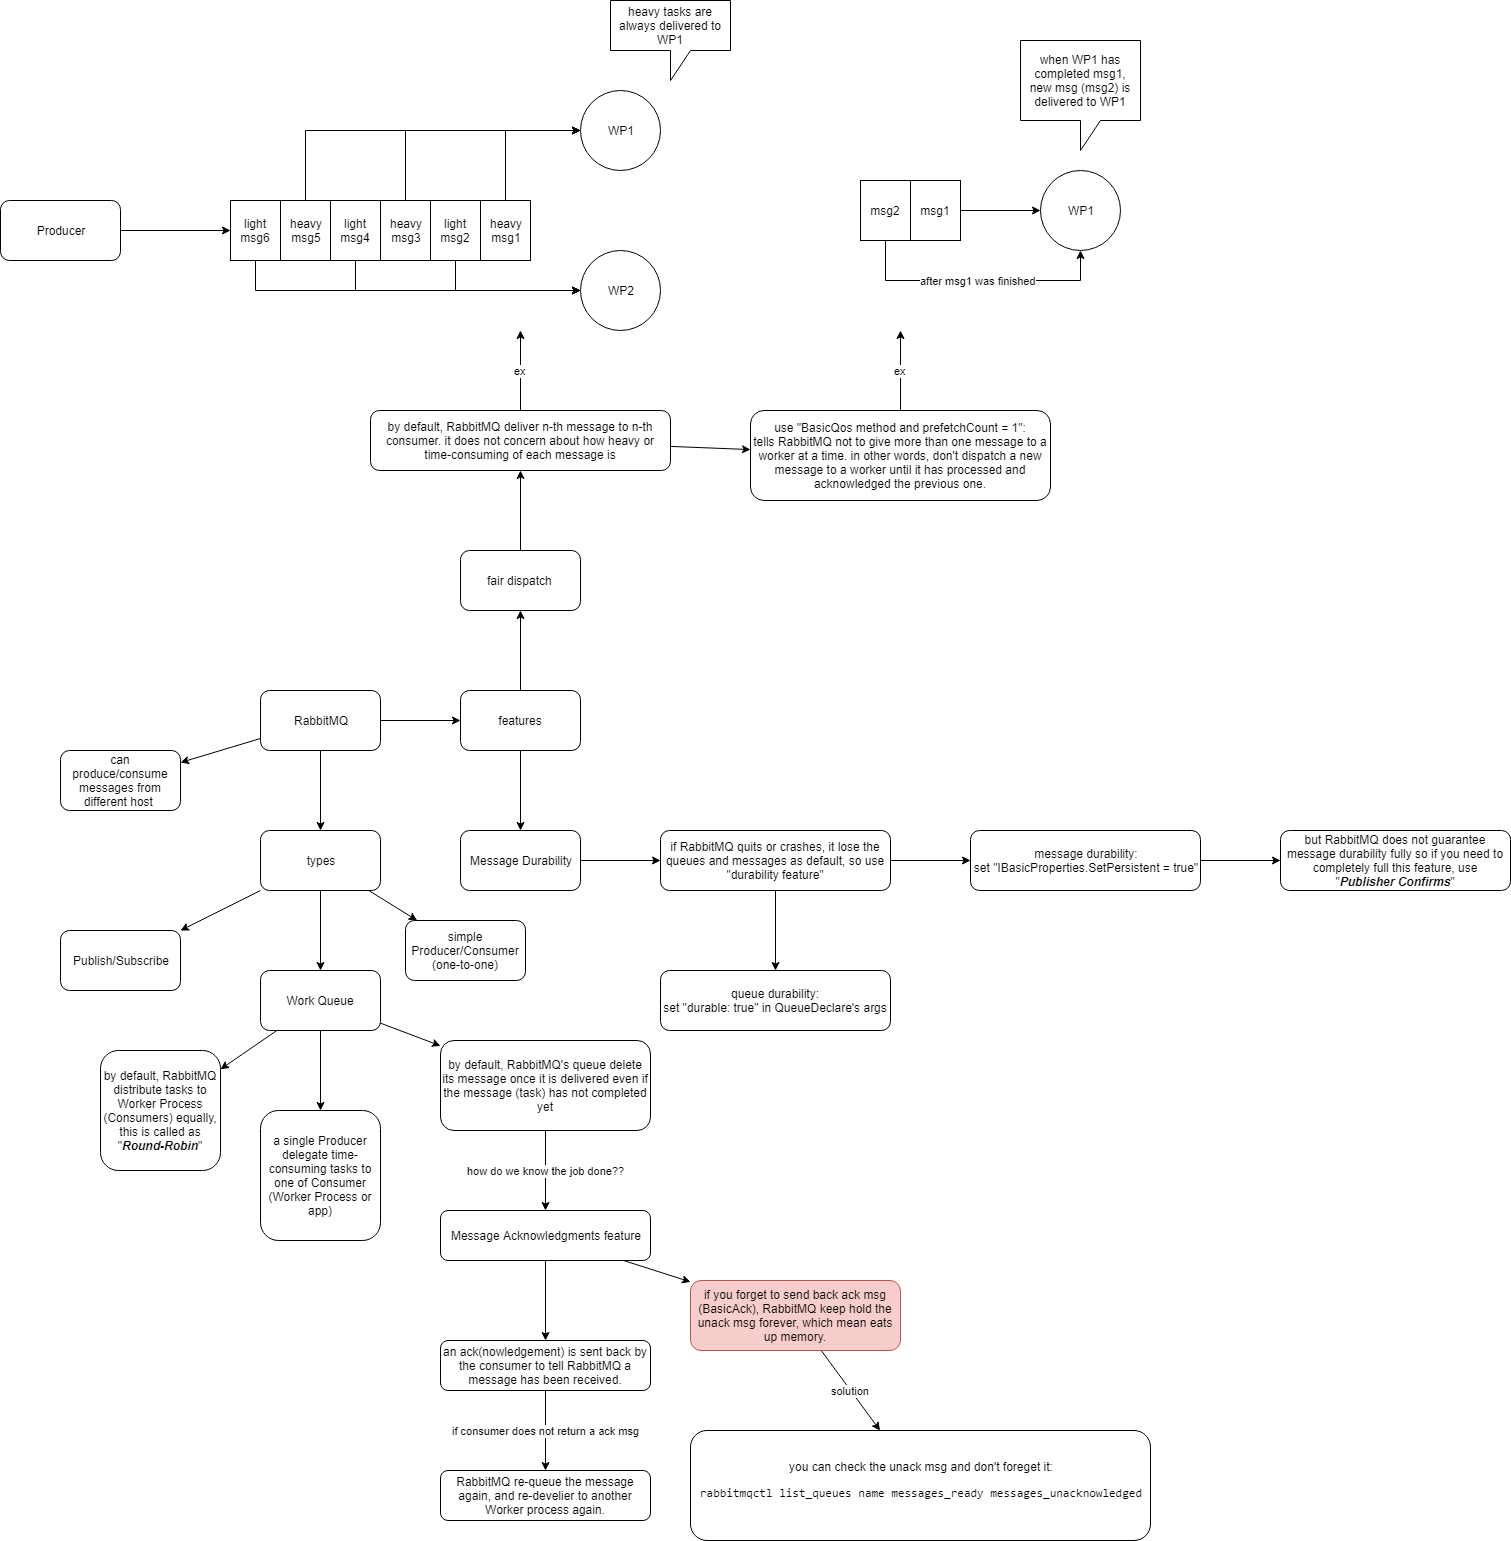 heavy tasks are
always delivered to
WP1
when WP1 has
completed msg1,
new msg (msg2) is
delivered to WP1
WP1
Producer
light
msg6
heavy
msg5
light
msg4
heavy
msg3
light
msg2
heavy
msg1
WP2
msg2
msg1
WP1
after msg1 was finished
ex
ex
by default, RabbitMQ deliver n-th message to n-th
consumer. it does not concern about how heavy or
time-consuming of each message is
use "BasicQos method and prefetchCount = 1":
tells RabbitMQ not to give more than one message to a
worker at a time. in other words, don't dispatch a new
message to a worker until it has processed and
acknowledged the previous one.
fair dispatch
RabbitMQ
features
can
produce/consume
messages from
different host
types
Message Durability
if RabbitMQ quits or crashes, it lose the
queues and messages as default, so use
"durability feature"
message durability:
set "IBasicProperties.SetPersistent = true"
but RabbitMQ does not guarantee
message durability fully so if you need to
completely full this feature, use
"Publisher Confirms"
Publish/Subscribe
simple
Producer/Consumer
(one-to-one)
Work Queue
queue durability:
set "durable: true" in QueueDeclare's args
by default, RabbitMQ
distribute tasks to
Worker Process
(Consumers) equally,
this is called as
"Round-Robin"
a single Producer
delegate time-
consuming tasks to
one of Consumer
(Worker Process or
app)
by default, RabbitMQ's queue delete
its message once it is delivered even if
the message (task) has not completed
yet
how do we know the job done??
Message Acknowledgments feature
if you forget to send back ack msg
(BasicAck), RabbitMQ keep hold the
unack msg forever, which mean eats
up memory.
an ack(nowledgement) is sent back by
the consumer to tell RabbitMQ a
message has been received.
solution
if consumer does not return a ack msg
RabbitMQ re-queue the message
again, and re-develier to another
Worker process again.
you can check the unack msg and don't foreget it:
rabbitmqctl list_queues name messages_ready messages_unacknowledged